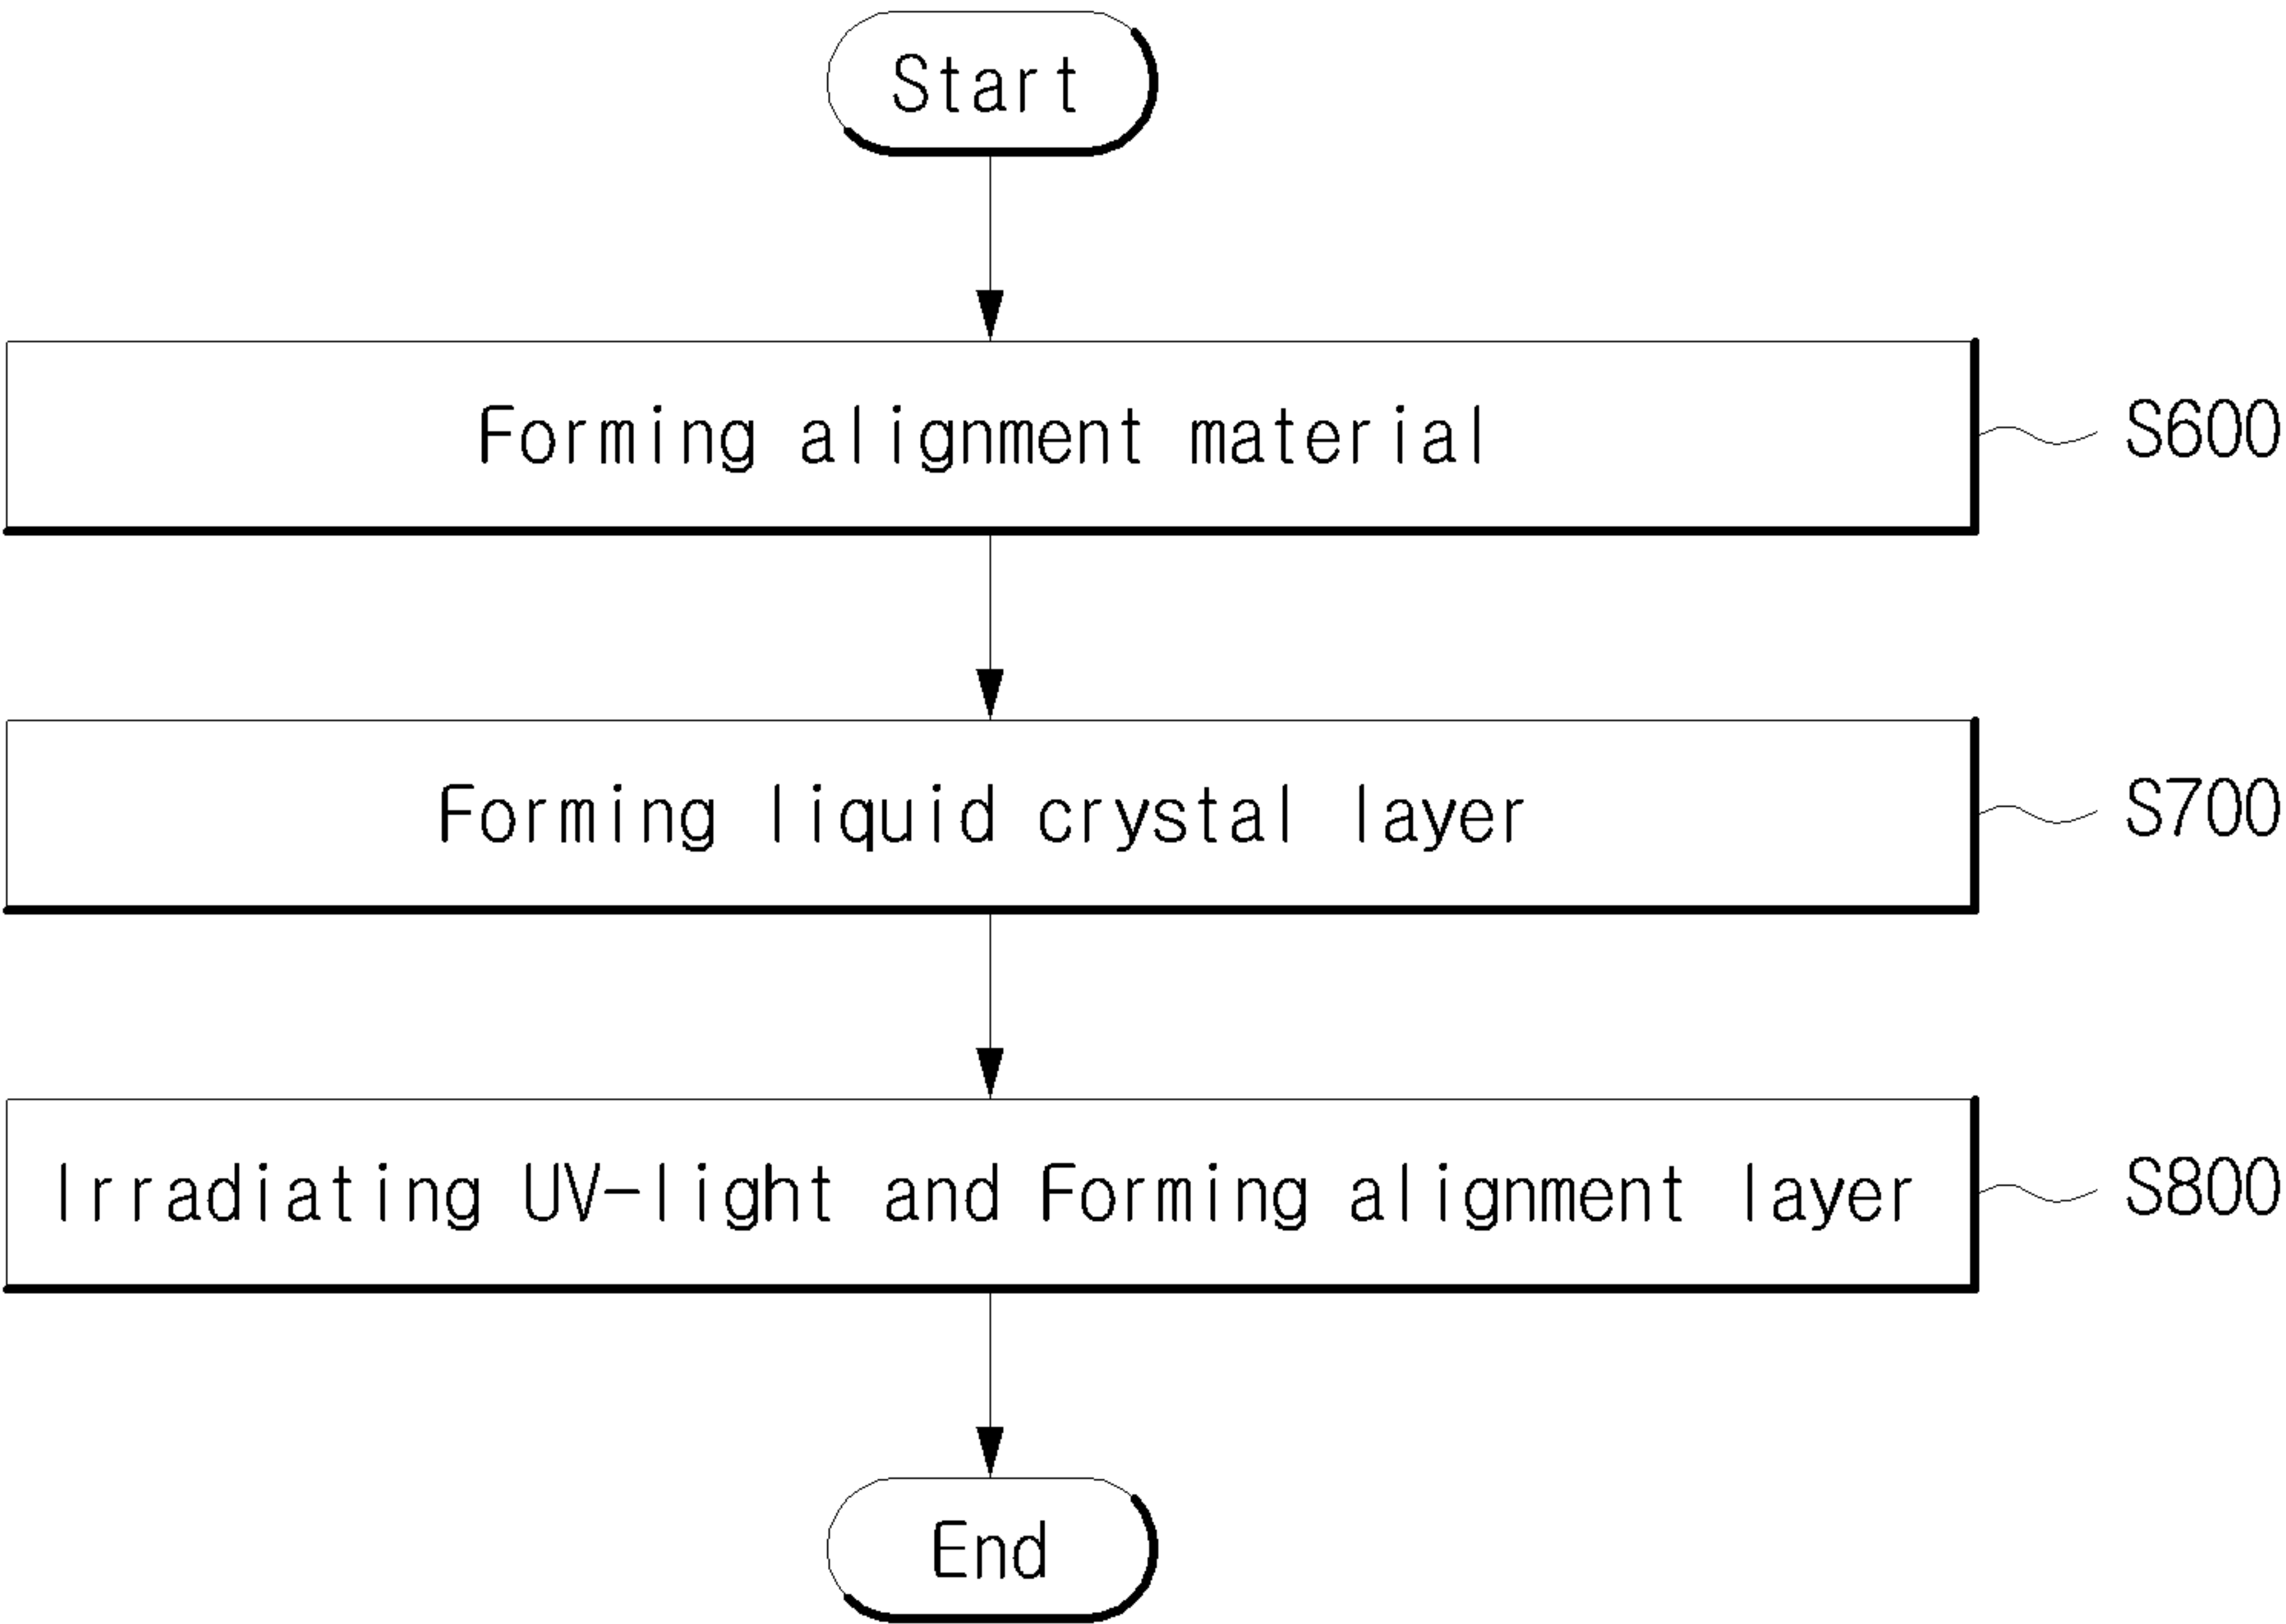 Start
Forming alignment material S600
Forming liquid crystal layer S700
Irradiating UV-light and Forming alignment layer S800
End